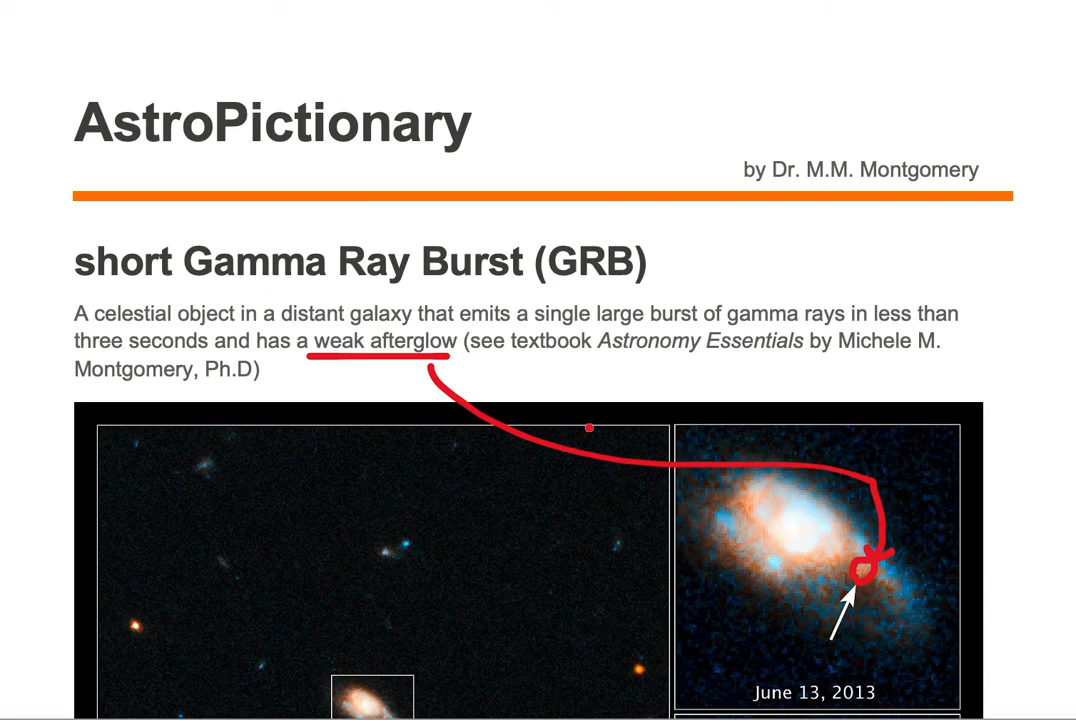 AstroPictionary
by Dr. M.M. Montgomery
short Gamma Ray Burst (GRB)
A celestial object in a distant galaxy that emits a single large burst of gamma rays in less than
three seconds and has a weak afterglow (see textbook Astronomy Essentials by Michele M.
Montgomery, Ph.D)
June 13, 2013